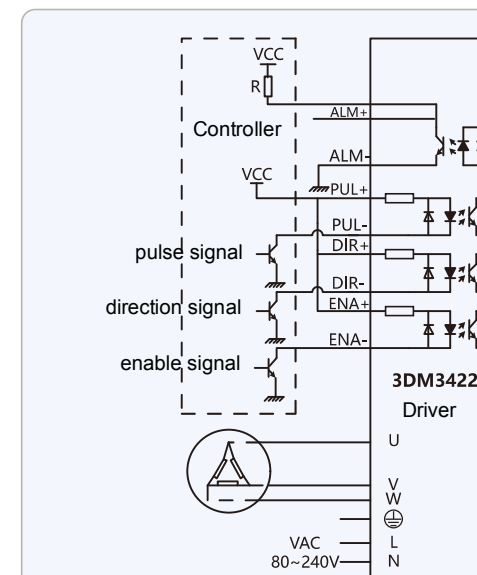 VCC
R
ALM+
Controller
ALM-
VCC
PUL+
PUL-
pulse signal
DIR+
DIR-
direction signal
ENA+
ENA-
enable signal
3DM3422
Driver
U
V
W
VAC
L
80~240V
N